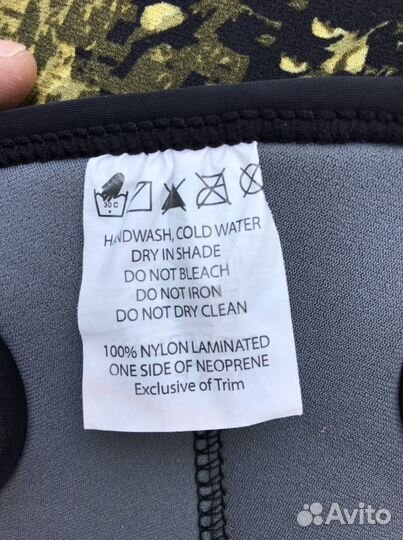 30 C
HANDWASH, COLD WATER
DRY IN SHADE
DO NOT BLEACH
DO NOT IRON
DO NOT DRY CLEAN
100% NYLON LAMINATED
ONE SIDE OF NEOPRENE
Exclusive of Trim
Avito